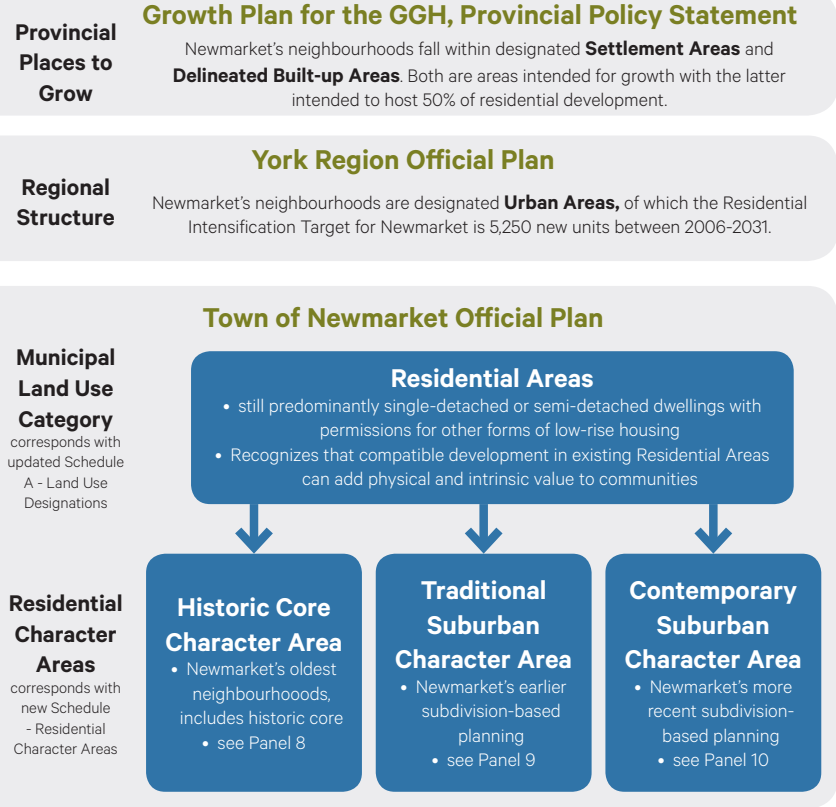 Provincial
Places to
Grow
Growth Plan for the GGH, Provincial Policy Statement
Newmarket's neighbourhoods fall within designated Settlement Areas and
Delineated Built-up Areas. Both are areas intended for growth with the latter
intended to host 50% of residential development.
Regional
Structure
York Region Official Plan
Newmarket's neighbourhoods are designated Urban Areas, of which the Residential
Intensification Target for Newmarket is 5,250 new units between 2006-2031.
Town of Newmarket Official Plan
Municipal
Land Use
Category
corresponds with
updated Schedule
A - Land Use
Designations
Residential Areas
• still predominantly single-detached or semi-detached dwellings with
permissions for other forms of low-rise housing
• Recognizes that compatible development in existing Residential Areas
can add physical and intrinsic value to communities
Residential
Character
Areas
corresponds with
new Schedule
- Residential
Character Areas
Historic Core
Character Area
• Newmarket's oldest
neighbourhooods,
includes historic core
• see Panel 8
Traditional
Suburban
Character Area
• Newmarket's earlier
subdivision-based
planning
• see Panel 9
Contemporary
Suburban
Character Area
• Newmarket's more
recent subdivision-
based planning
• see Panel 10